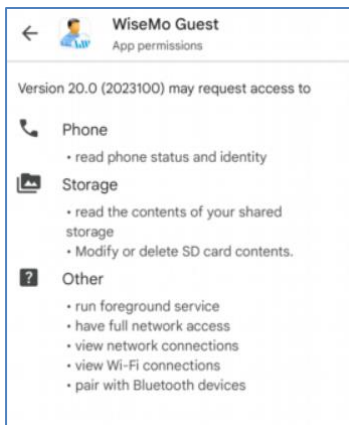 WiseMo Guest
App permissions
Version 20.0 (2023100) may request access to
Phone
• read phone status and identity
Storage
• read the contents of your shared
storage
• Modify or delete SD card contents.
Other
• run foreground service
• have full network access
• view network connections
• view Wi-Fi connections
• pair with Bluetooth devices